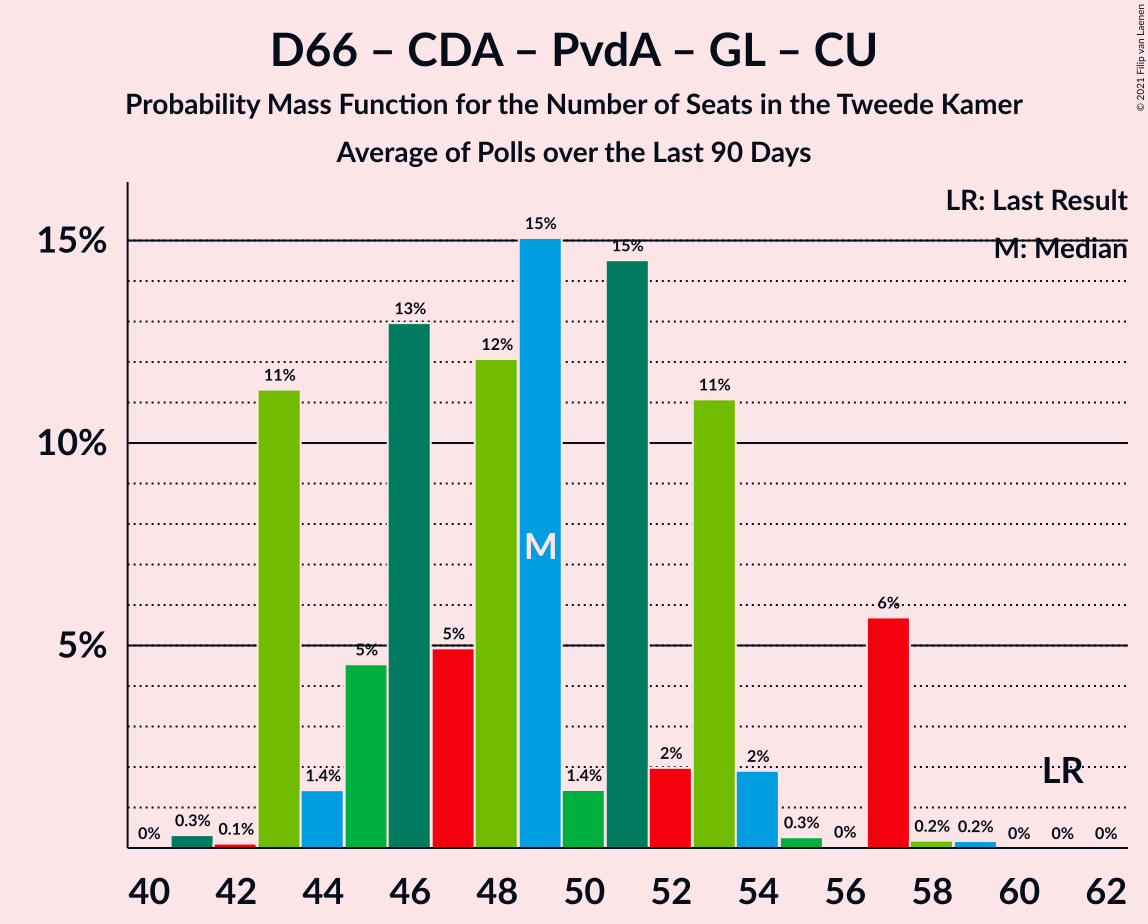 D66 – CDA – PvdA – GL – CU
Probability Mass Function for the Number of Seats in the Tweede Kamer
Average of Polls over the Last 90 Days
© 2021 Filip van Laenen
LR: Last Result
M: Median
15%
10%
5%
0%
0.3%
0.1%
11%
1.4%
5%
13%
5%
12%
15%
1.4%
15%
2%
11%
2%
0.3%
0%
6%
0.2%
0.2%
0%
0%
0%
M
LR
40 42 44 46 48 50 52 54 56 58 60 62